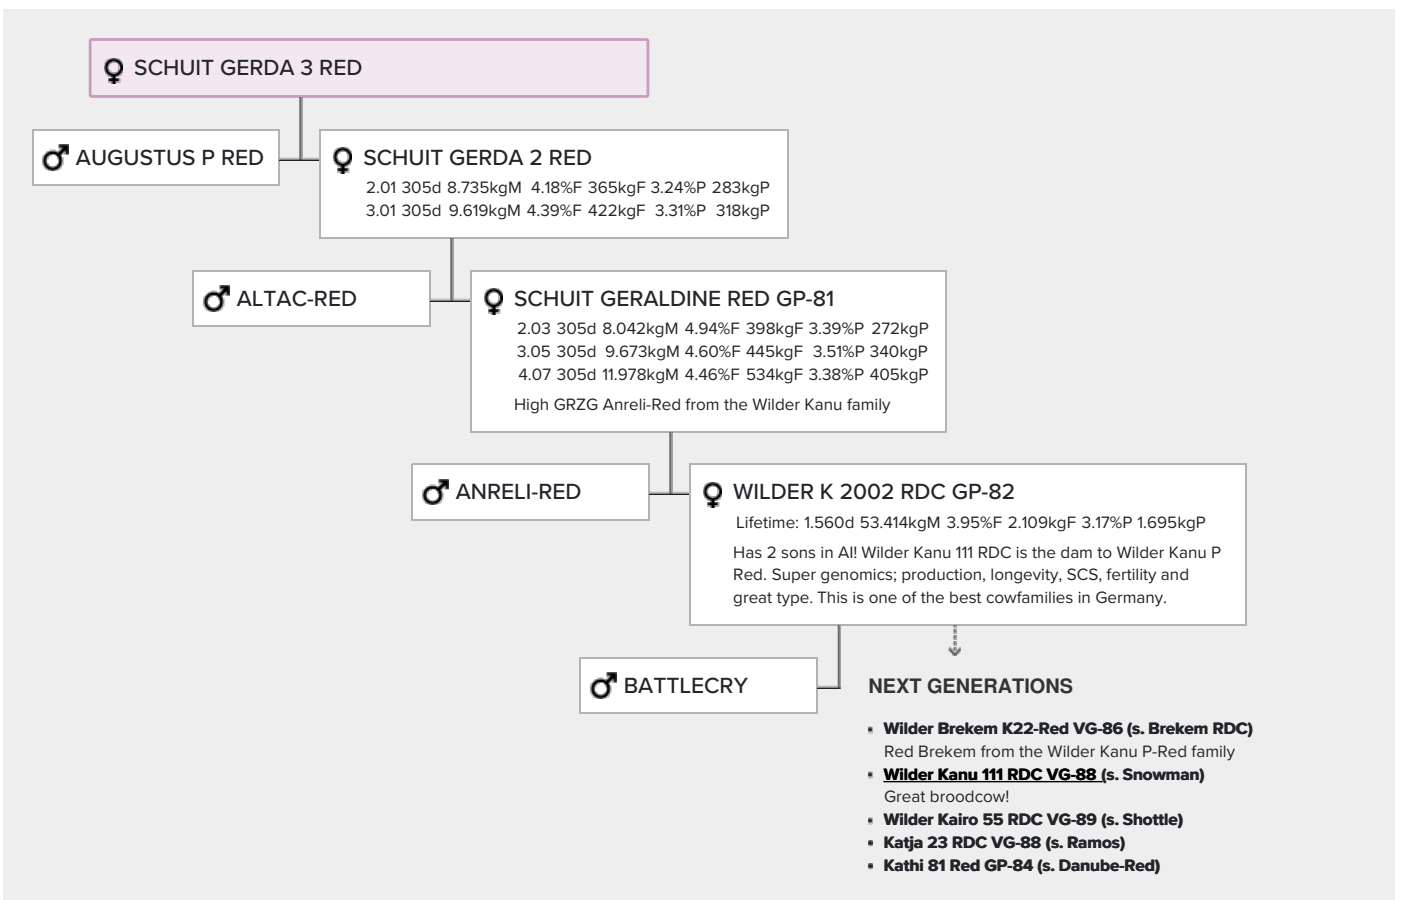 SCHUIT GERDA 3 RED
AUGUSTUS P RED
SCHUIT GERDA 2 RED
2.01 305d 8.735kgM 4.18%F 365kgF 3.24%P 283kgP
3.01 305d 9.619kgM 4.39%F 422kgF 3.31%P 318kgP
ALTAC-RED
SCHUIT GERALDINE RED GP-81
2.03 305d 8.042kgM 4.94%F 398kgF 3.39%P 272kgP
3.05 305d 9.673kgM 4.60%F 445kgF 3.51%P 340kgP
4.07 305d 11.978kgM 4.46%F 534kgF 3.38%P 405kgP
High GRZG Anreli-Red from the Wilder Kanu family
ANRELI-RED
WILDER K 2002 RDC GP-82
Lifetime: 1.560d 53.414kgM 3.95%F 2.109kgF 3.17%P 1.695kgP
Has 2 sons in AI! Wilder Kanu 111 RDC is the dam to Wilder Kanu P
Red. Super genomics; production, longevity, SCS, fertility and
great type. This is one of the best cowfamilies in Germany.
BATTLECRY
NEXT GENERATIONS
Wilder Brekem K22-Red VG-86 (s. Brekem RDC)
Red Brekem from the Wilder Kanu P-Red family
Wilder Kanu 111 RDC VG-88 (s. Snowman)
Great broodcow!
Wilder Kairo 55 RDC VG-89 (s. Shottle)
Katja 23 RDC VG-88 (s. Ramos)
Kathi 81 Red GP-84 (s. Danube-Red)